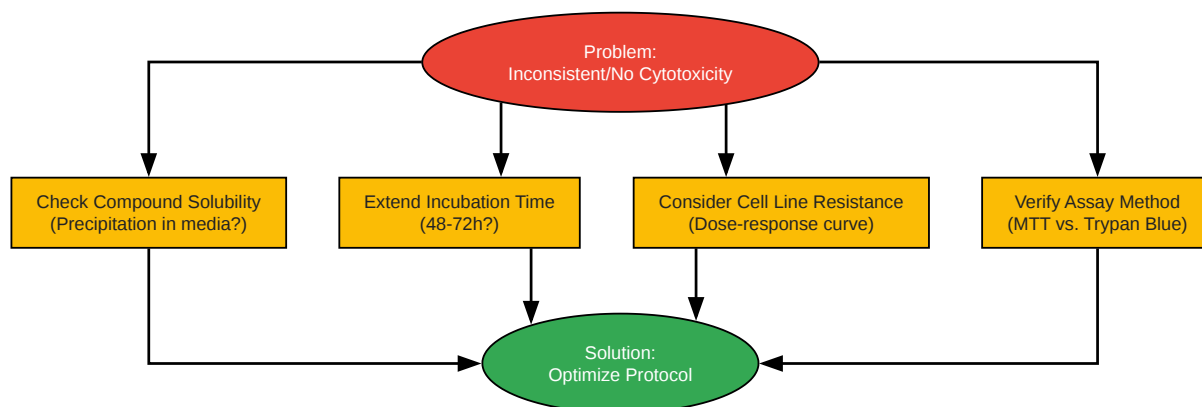 Problem:
Inconsistent/No Cytotoxicity
Check Compound Solubility
(Precipitation in media?)
Extend Incubation Time
(48-72h?)
Consider Cell Line Resistance
(Dose-response curve)
Verify Assay Method
(MTT vs. Trypan Blue)
Solution:
Optimize Protocol